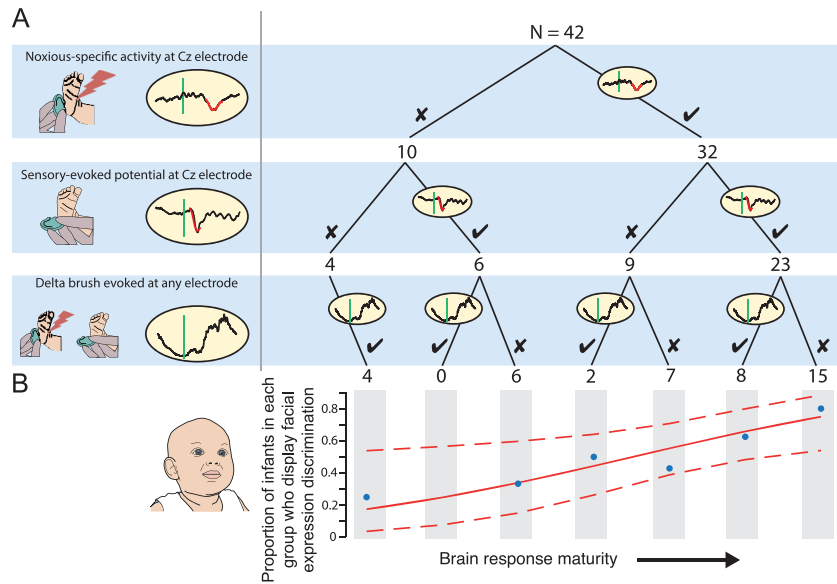 A
N = 42
Noxious-specific activity at Cz electrode
✘ ✔
10 32
Sensory-evoked potential at Cz electrode
✘ ✔ ✘ ✔
4 6 9 23
Delta brush evoked at any electrode
✔ ✔ ✘ ✔ ✘ ✔ ✘
4 0 6 2 7 8 15
B
Proportion of infants in each
group who display facial
expression discrimination
0.8
0.6
0.4
0.2
0
Brain response maturity